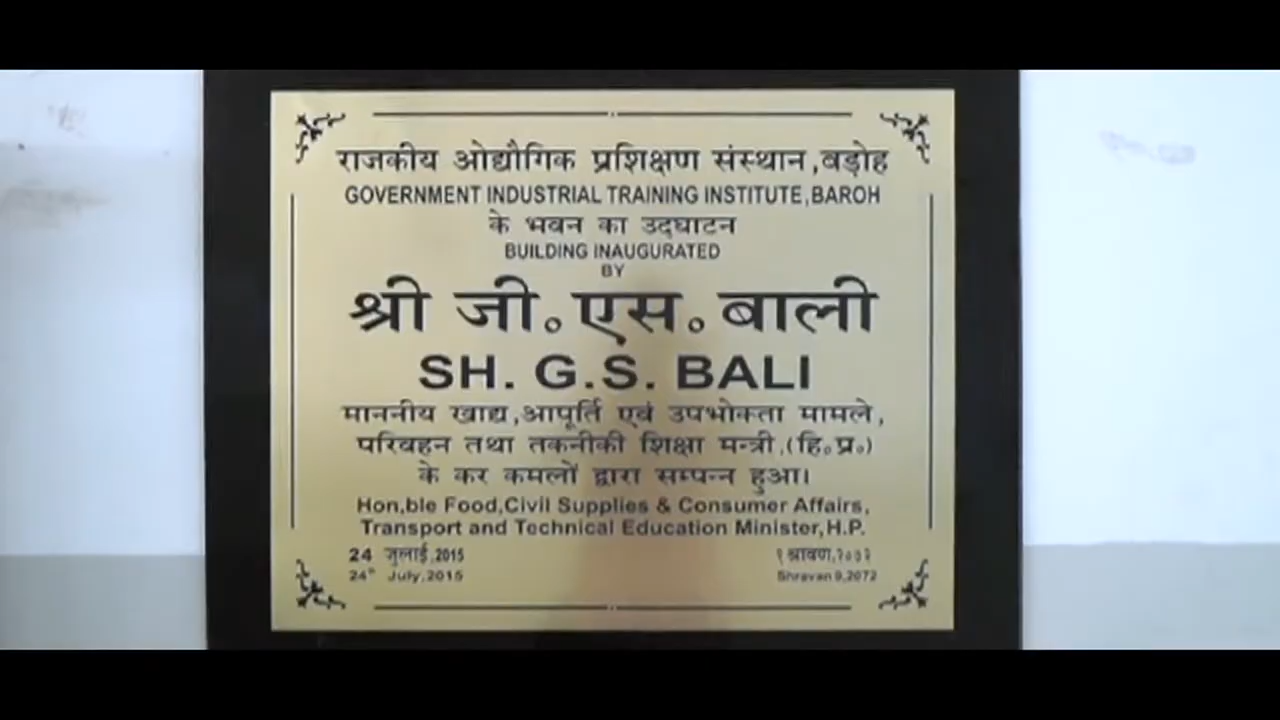 राजकीय ओद्यौगिक प्रशिक्षण संस्थान,बड़ोह
GOVERNMENT INDUSTRIAL TRAINING INSTITUTE,BAROH
के भवन का उद्घाटन
BUILDING INAUGURATED
BY
श्री जी॰ एस॰ बाली
SH. G.S. BALI
माननीय खाद्य,आपूर्ति एवं उपभोक्ता मामले,
परिवहन तथा तकनीकी शिक्षा मन्त्री,(हि॰प्र॰)
के कर कमलों द्वारा सम्पन्न हुआ।
Hon,ble Food,Civil Supplies & Consumer Affairs,
Transport and Technical Education Minister,H.P.
24 जुलाई,2015 श्रावण,२०७२
24th July,2015 Shravan 9,2072